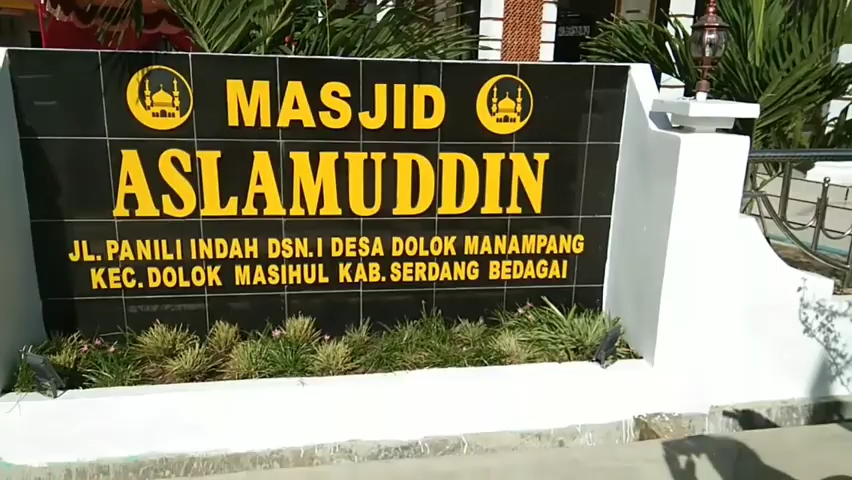 MASJID
ASLAMUDDIN
JL.PANILI INDAH DSN.I DESA DOLOK MANAMPANG
KEC.DOLOK MASIHUL KAB.SERDANG BEDAGAI